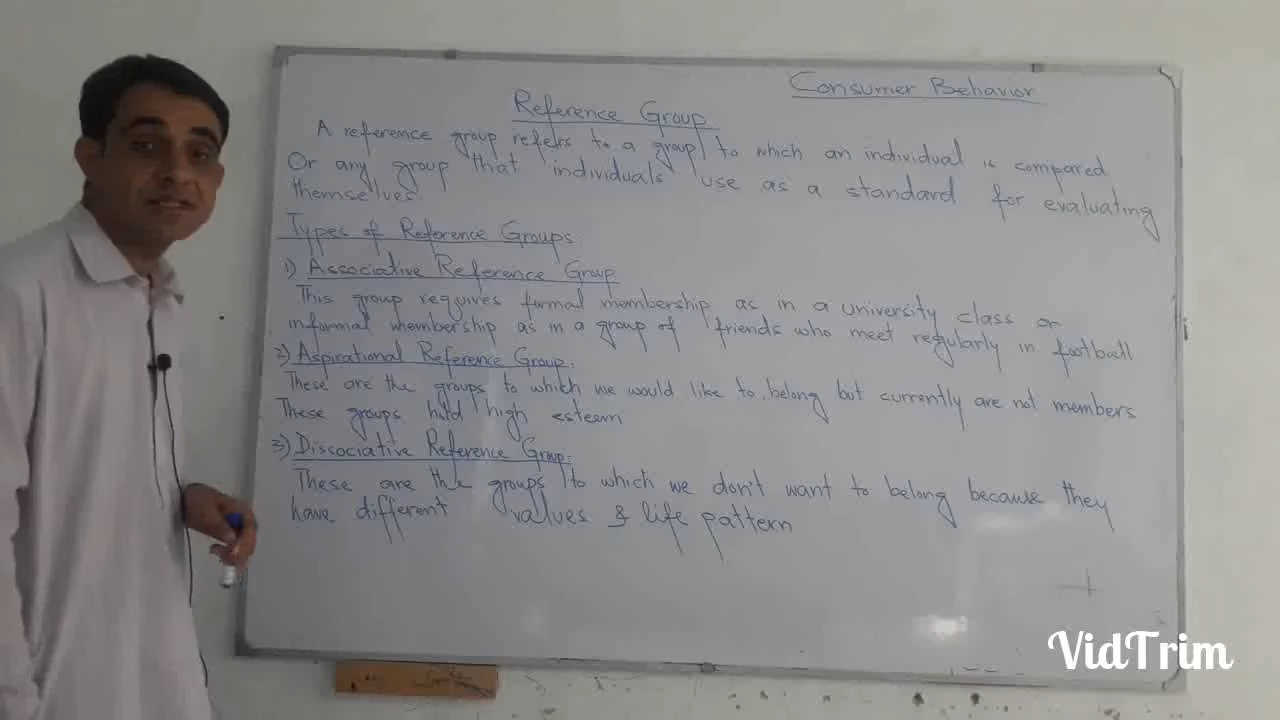 Consumer Behavior
Reference Group
A reference group refers to a group to which an individual is compared
Or any group that individuals use as a standard for evaluating
themselves.
Types of Reference Groups
1) Associative Reference Group
This group requires formal membership as in a university class or
informal membership as in a group of friends who meet regularly in football
2) Aspirational Reference Group:
These are the groups to which we would like to belong but currently are not members
These groups hold high esteem
3) Dissociative Reference Group:
These are the groups to which we don't want to belong because they
have different values & life pattern
VidTrim